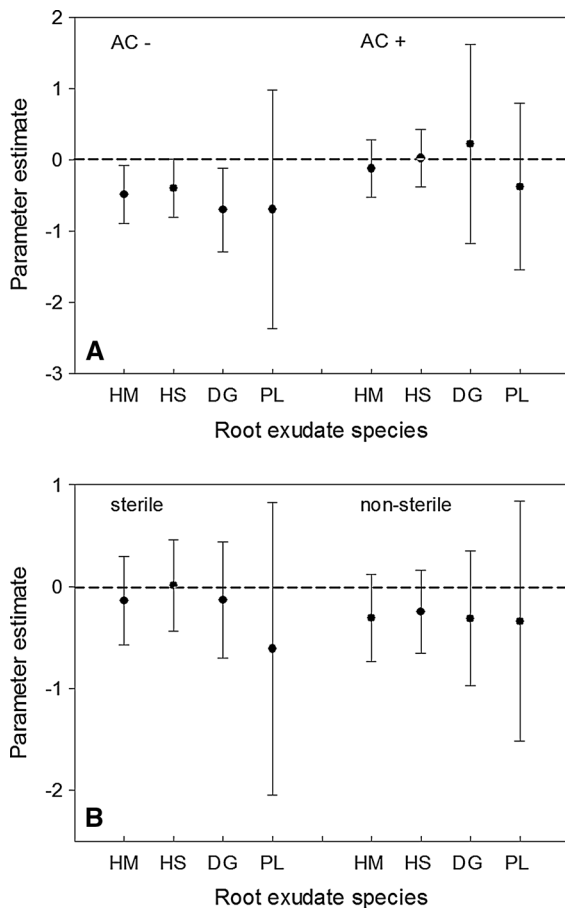 2
AC -
AC +
1
0
-1
-2
-3
Parameter estimate
A
HM HS DG PL HM HS DG PL
Root exudate species
1
sterile
non-sterile
0
-1
-2
Parameter estimate
B
HM HS DG PL HM HS DG PL
Root exudate species